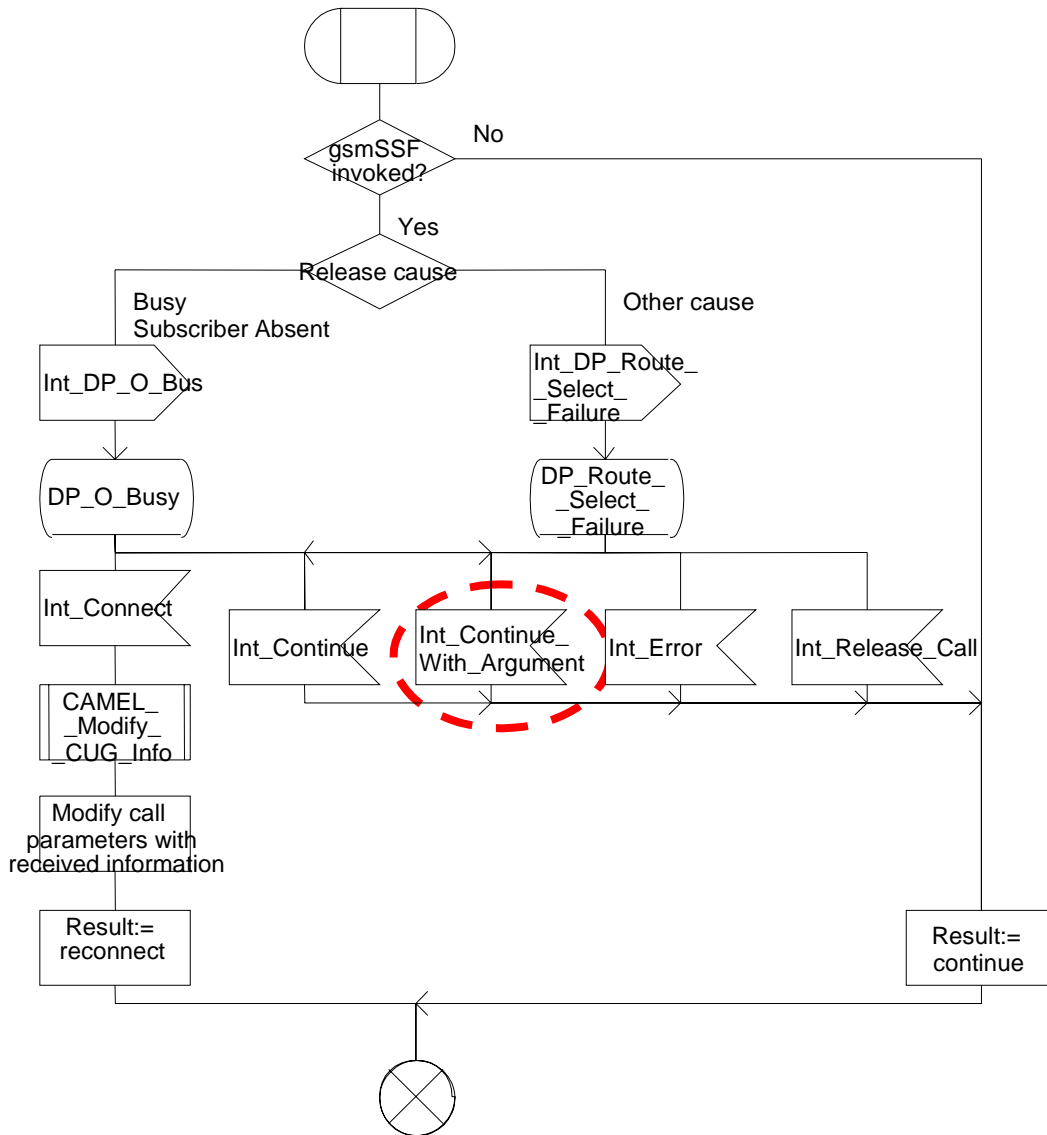 No
gsmSSF
invoked?
Yes
Release cause
Busy
Subscriber Absent
Other cause
Int_DP_O_Bus
Int_DP_Route_
_Select_
_Failure
DP_O_Busy
DP_Route_
_Select_
_Failure
Int_Connect
Int_Continue
Int_Continue_
With_Argument
Int_Error
Int_Release_Call
CAMEL_
_Modify_
_CUG_Info
Modify call
parameters with
received information
Result:=
reconnect
Result:=
continue